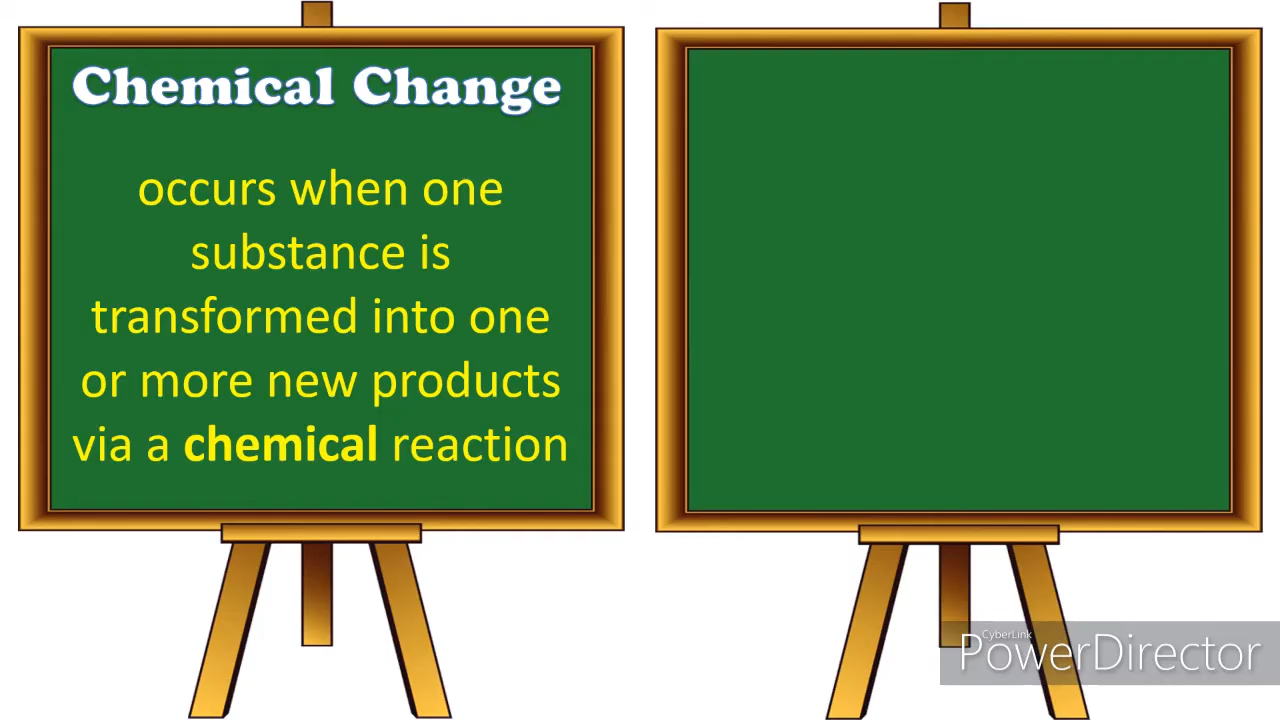 Chemical Change
occurs when one
substance is
transformed into one
or more new products
via a chemical reaction
CyberLink
PowerDirector